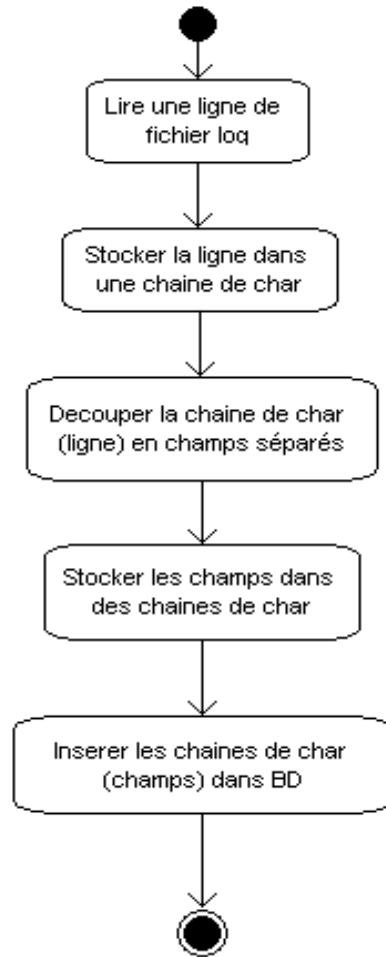 Lire une ligne de
fichier log
Stocker la ligne dans
une chaine de char
Decouper la chaine de char
(ligne) en champs séparés
Stocker les champs dans
des chaines de char
Inserer les chaines de char
(champs) dans BD